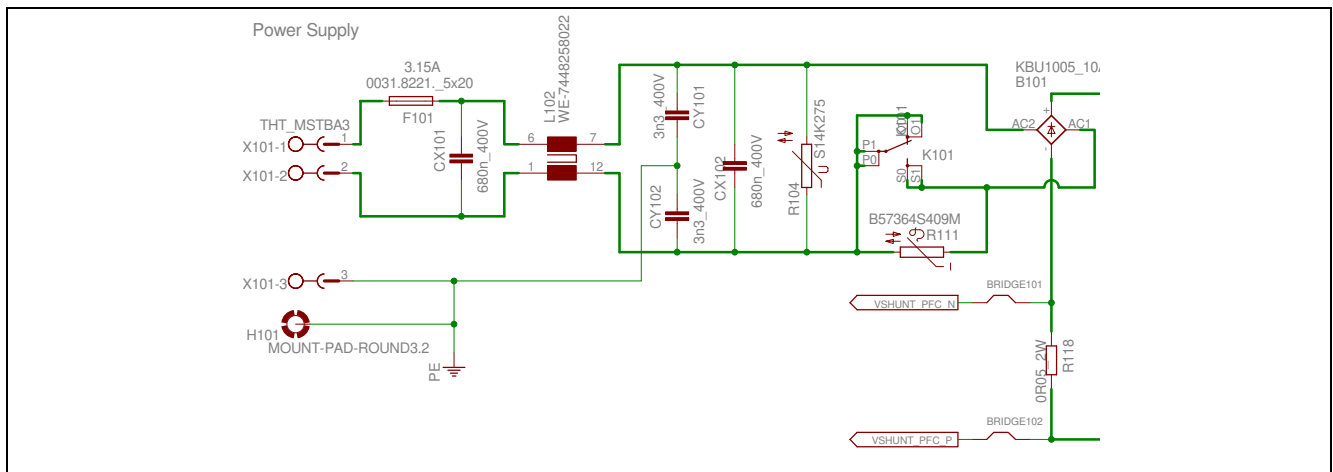 Power Supply
3.15A
0031.8221._5x20
F101
THT_MSTBA3
X101-1
1
X101-2
2
CX101
680n_400V
L102
WE-7448258022
6
7
1
12
3n3_400V
CY101
CY102
3n3_400V
CX102
680n_400V
R104
S14K275
U
P1
P0
O1
K101
S0
S1
B57364S409M
R111
KBU1005_10A
B101
AC2
AC1
+
-
X101-3
3
H101
MOUNT-PAD-ROUND3.2
PE
VSHUNT_PFC_N
BRIDGE101
0R05_2W
R118
VSHUNT_PFC_P
BRIDGE102